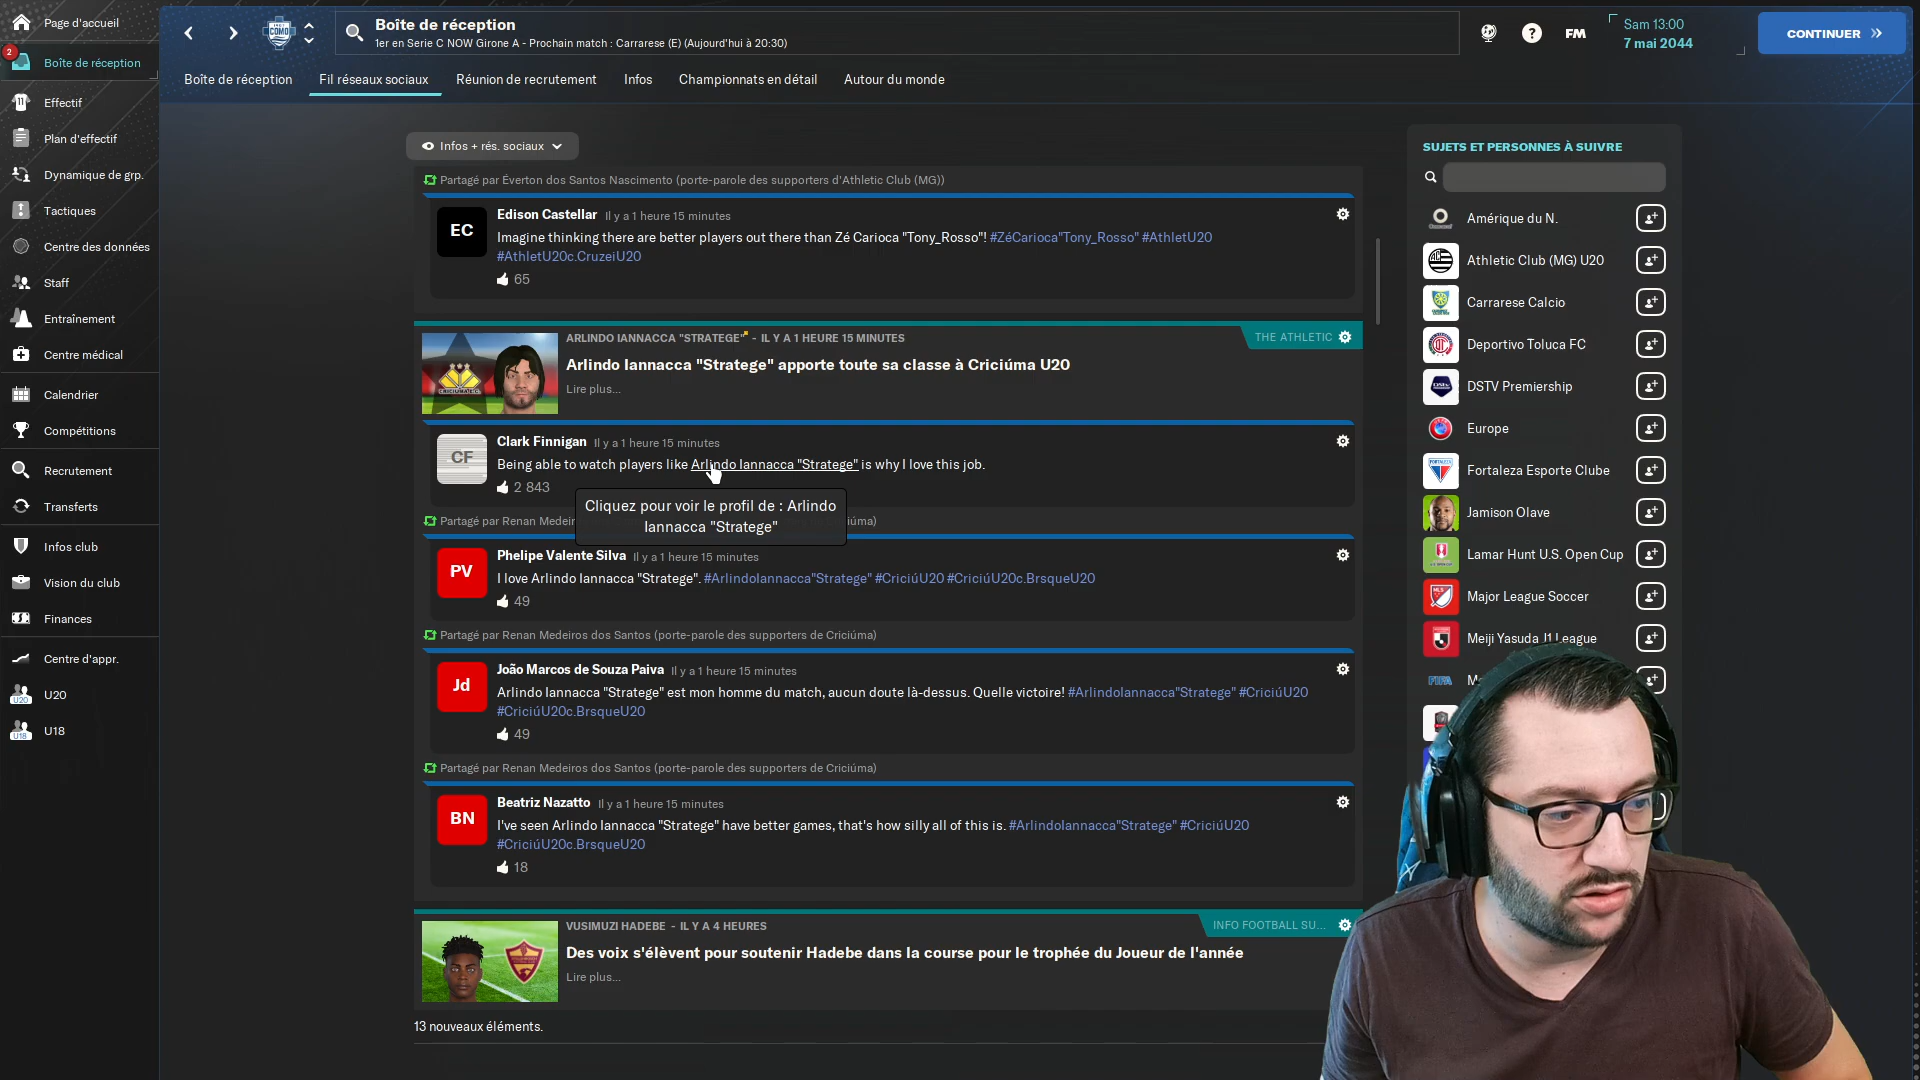 Page d'accueil
2
Boîte de réception
Effectif
Plan d'effectif
Dynamique de grp.
Tactiques
Centre des données
Staff
Entraînement
Centre médical
Calendrier
Compétitions
Recrutement
Transferts
Infos club
Vision du club
Finances
Centre d'appr.
U20
U20
U18
U18
COMO
Boîte de réception
1er en Serie C NOW Girone A - Prochain match : Carrarese (E) (Aujourd'hui à 20:30)
FM
Sam 13:00
7 mai 2044
CONTINUER
Boîte de réception
Fil réseaux sociaux
Réunion de recrutement
Infos
Championnats en détail
Autour du monde
Infos + rés. sociaux
Partagé par Éverton dos Santos Nascimento (porte-parole des supporters d'Athletic Club (MG))
EC
Edison Castellar Il y a 1 heure 15 minutes
Imagine thinking there are better players out there than Zé Carioca "Tony_Rosso"! #ZéCarioca"Tony_Rosso" #AthletU20
#AthletU20c.CruzeiU20
65
ARLINDO IANNACCA "STRATEGE" - IL Y A 1 HEURE 15 MINUTES
THE ATHLETIC
Arlindo Iannacca "Stratege" apporte toute sa classe à Criciúma U20
Lire plus...
CF
Clark Finnigan Il y a 1 heure 15 minutes
Being able to watch players like Arlindo Iannacca "Stratege" is why I love this job.
2 843
Cliquez pour voir le profil de : Arlindo
Iannacca "Stratege"
Partagé par Renan Medeir
iúma)
PV
Phelipe Valente Silva Il y a 1 heure 15 minutes
I love Arlindo Iannacca "Stratege". #ArlindoIannacca"Stratege" #CriciúU20 #CriciúU20c.BrsqueU20
49
Partagé par Renan Medeiros dos Santos (porte-parole des supporters de Criciúma)
Jd
João Marcos de Souza Paiva Il y a 1 heure 15 minutes
Arlindo Iannacca "Stratege" est mon homme du match, aucun doute là-dessus. Quelle victoire! #ArlindoIannacca"Stratege" #CriciúU20
#CriciúU20c.BrsqueU20
49
Partagé par Renan Medeiros dos Santos (porte-parole des supporters de Criciúma)
BN
Beatriz Nazatto Il y a 1 heure 15 minutes
I've seen Arlindo Iannacca "Stratege" have better games, that's how silly all of this is. #ArlindoIannacca"Stratege" #CriciúU20
#CriciúU20c.BrsqueU20
18
VUSIMUZI HADEBE - IL Y A 4 HEURES
INFO FOOTBALL SU...
Des voix s'élèvent pour soutenir Hadebe dans la course pour le trophée du Joueur de l'année
Lire plus...
13 nouveaux éléments.
SUJETS ET PERSONNES À SUIVRE
Amérique du N.
Athletic Club (MG) U20
Carrarese Calcio
Deportivo Toluca FC
DSTV Premiership
Europe
Fortaleza Esporte Clube
Jamison Olave
Lamar Hunt U.S. Open Cup
Major League Soccer
Meiji Yasuda J1 League
FIFA